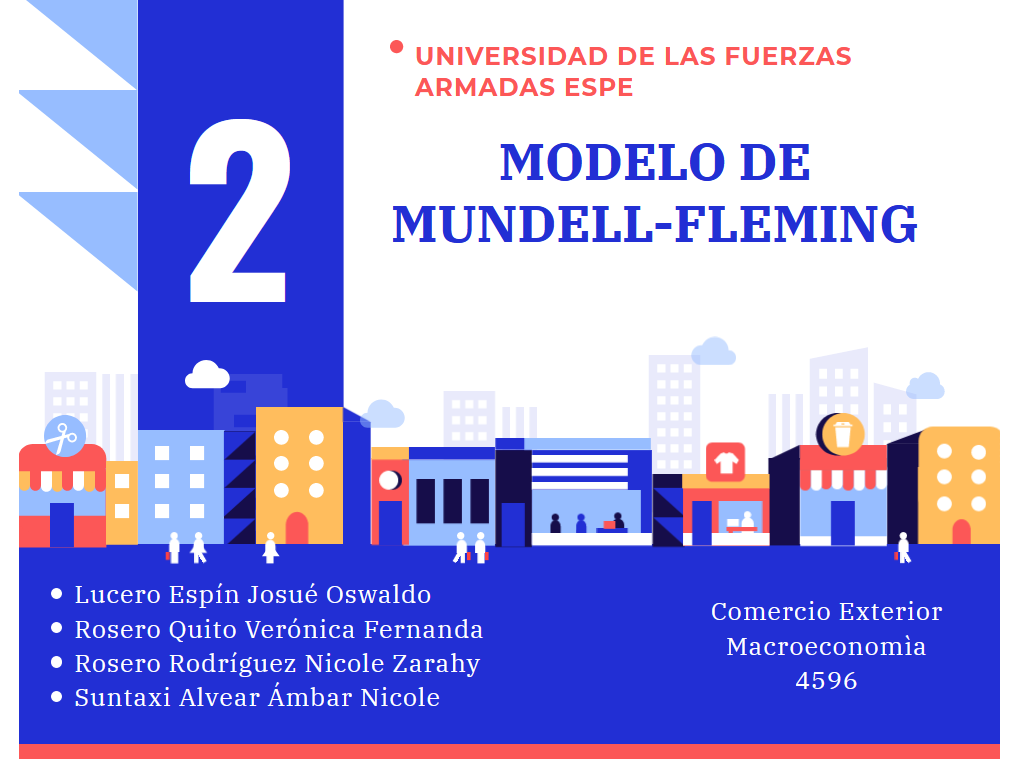 UNIVERSIDAD DE LAS FUERZAS
ARMADAS ESPE
2
MODELO DE
MUNDELL-FLEMING
Lucero Espín Josué Oswaldo
Rosero Quito Verónica Fernanda
Rosero Rodríguez Nicole Zarahy
Suntaxi Alvear Ámbar Nicole
Comercio Exterior
Macroeconomìa
4596